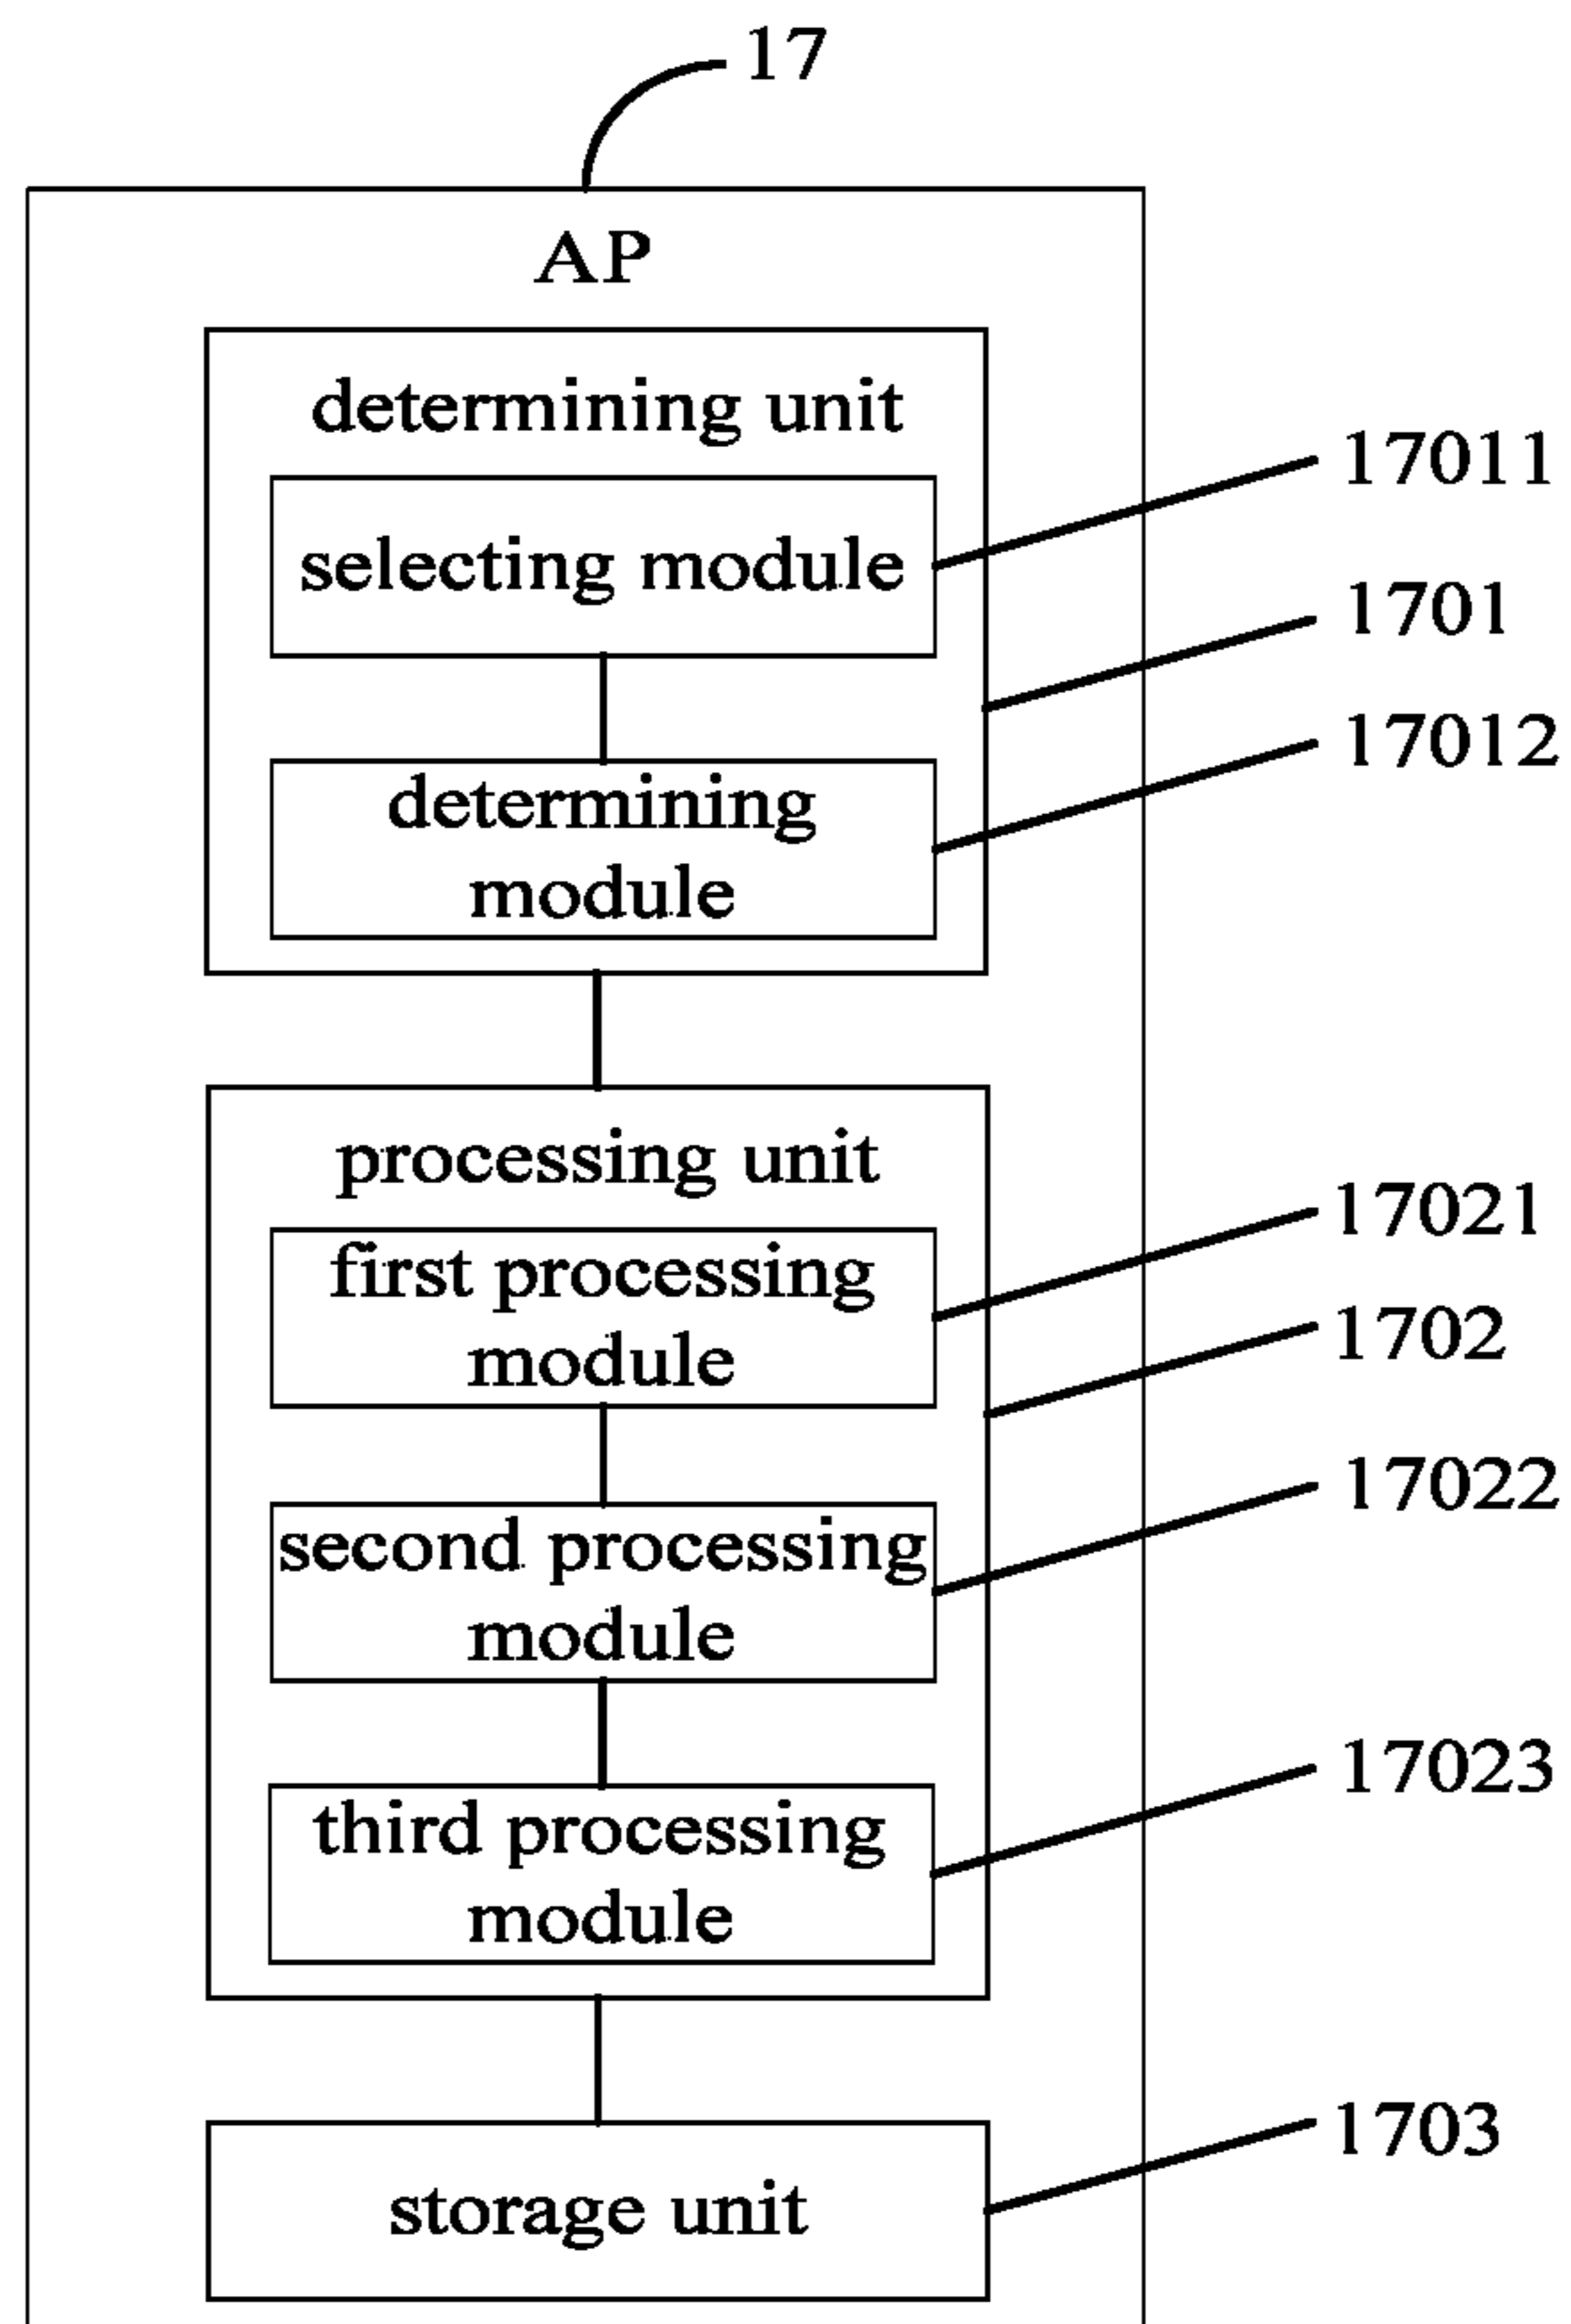 17
AP
determining unit
17011
selecting module
1701
17012
determining
module
processing unit
17021
first processing
module
1702
17022
second processing
module
17023
third processing
module
1703
storage unit